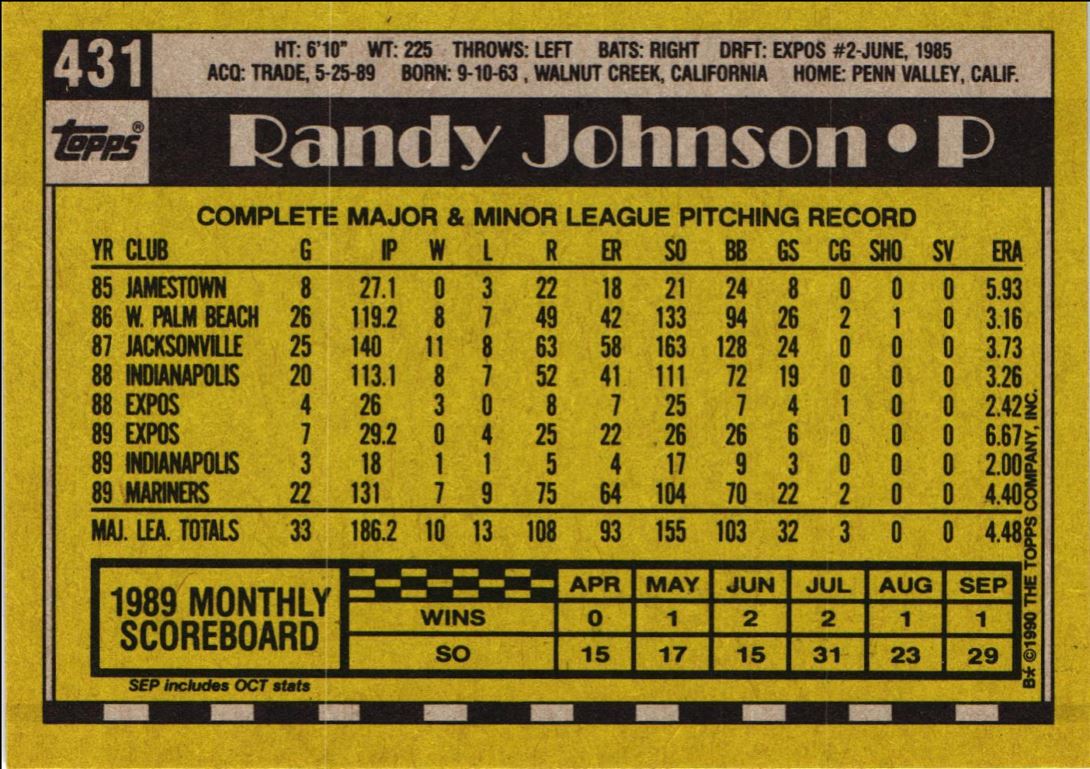 431
HT: 6'10" WT: 225 THROWS: LEFT BATS: RIGHT DRFT: EXPOS #2-JUNE, 1985
ACQ: TRADE, 5-25-89 BORN: 9-10-63 , WALNUT CREEK, CALIFORNIA HOME: PENN VALLEY, CALIF.
topps®
Randy Johnson • P
COMPLETE MAJOR & MINOR LEAGUE PITCHING RECORD
YR CLUB G IP W L R ER SO BB GS CG SHO SV ERA
85 JAMESTOWN 8 27.1 0 3 22 18 21 24 8 0 0 0 5.93
86 W. PALM BEACH 26 119.2 8 7 49 42 133 94 26 2 1 0 3.16
87 JACKSONVILLE 25 140 11 8 63 58 163 128 24 0 0 0 3.73
88 INDIANAPOLIS 20 113.1 8 7 52 41 111 72 19 0 0 0 3.26
88 EXPOS 4 26 3 0 8 7 25 7 4 1 0 0 2.42
89 EXPOS 7 29.2 0 4 25 22 26 26 6 0 0 0 6.67
89 INDIANAPOLIS 3 18 1 1 5 4 17 9 3 0 0 0 2.00
89 MARINERS 22 131 7 9 75 64 104 70 22 2 0 0 4.40
MAJ. LEA. TOTALS 33 186.2 10 13 108 93 155 103 32 3 0 0 4.48
1989 MONTHLY
SCOREBOARD
APR MAY JUN JUL AUG SEP
WINS 0 1 2 2 1 1
SO 15 17 15 31 23 29
SEP includes OCT stats
B* ©1990 THE TOPPS COMPANY, INC.